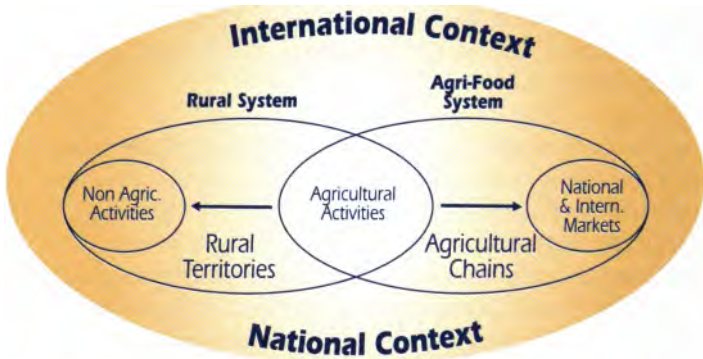 International Context
Rural System
Agri-Food
System
Non Agric.
Activities
Agricultural
Activities
National
& Intern.
Markets
Rural
Territories
Agricultural
Chains
National Context